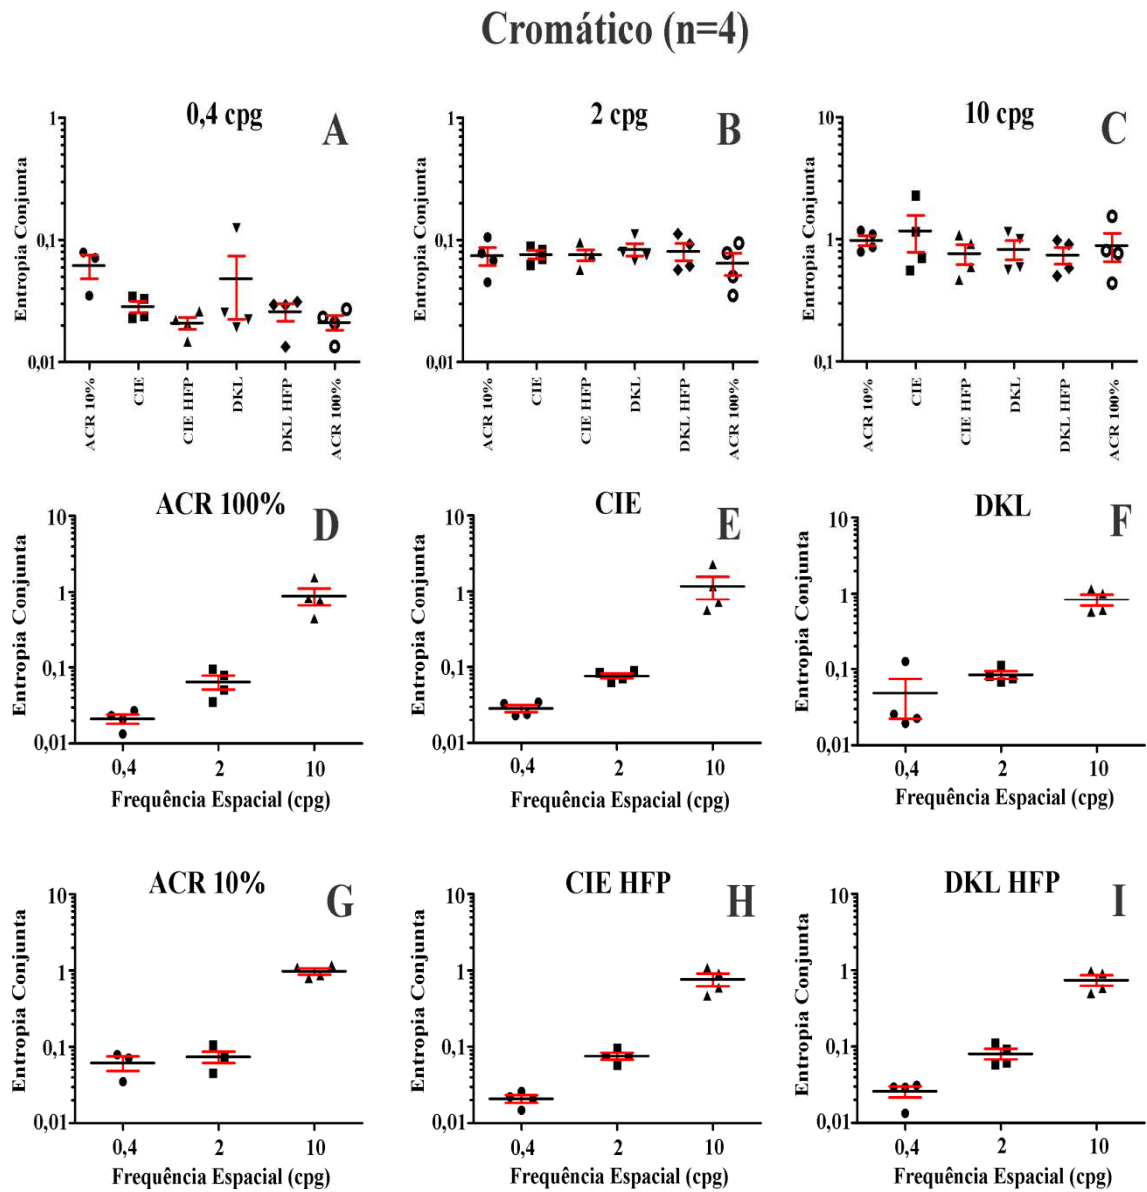 Cromático (n=4)
0,4 cpg
A
Entropia Conjunta
1
0,1
0,01
ACR 10%
CIE
CIE HFP
DKL
DKL HFP
ACR 100%
2 cpg
B
Entropia Conjunta
1
0,1
0,01
ACR 10%
CIE
CIE HFP
DKL
DKL HFP
ACR 100%
10 cpg
C
Entropia Conjunta
10
1
0,1
ACR 10%
CIE
CIE HFP
DKL
DKL HFP
ACR 100%
ACR 100%
D
Entropia Conjunta
10
1
0,1
0,01
0,4 2 10
Frequência Espacial (cpg)
CIE
E
Entropia Conjunta
10
1
0,1
0,01
0,4 2 10
Frequência Espacial (cpg)
DKL
F
Entropia Conjunta
10
1
0,1
0,01
0,4 2 10
Frequência Espacial (cpg)
ACR 10%
G
Entropia Conjunta
10
1
0,1
0,01
0,4 2 10
Frequência Espacial (cpg)
CIE HFP
H
Entropia Conjunta
10
1
0,1
0,01
0,4 2 10
Frequência Espacial (cpg)
DKL HFP
I
Entropia Conjunta
10
1
0,1
0,01
0,4 2 10
Frequência Espacial (cpg)